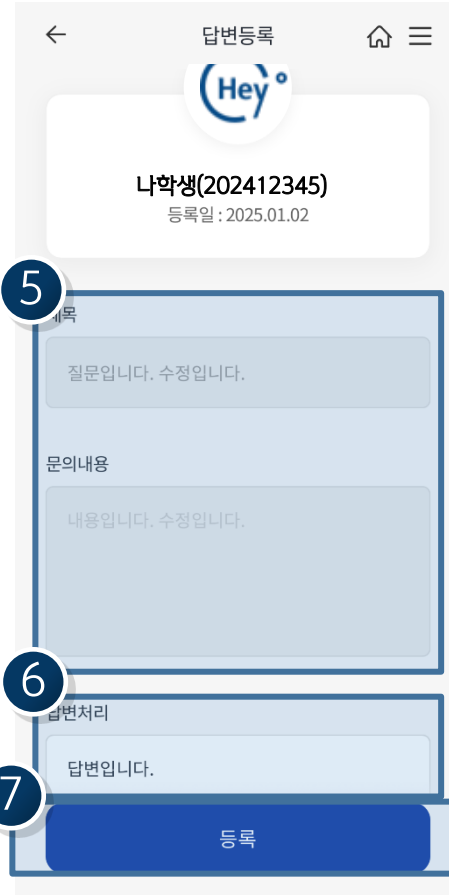 답변등록
Hey
나학생(202412345)
등록일 : 2025.01.02
5
제목
질문입니다. 수정입니다.
문의내용
내용입니다. 수정입니다.
6
답변처리
답변입니다.
7
등록